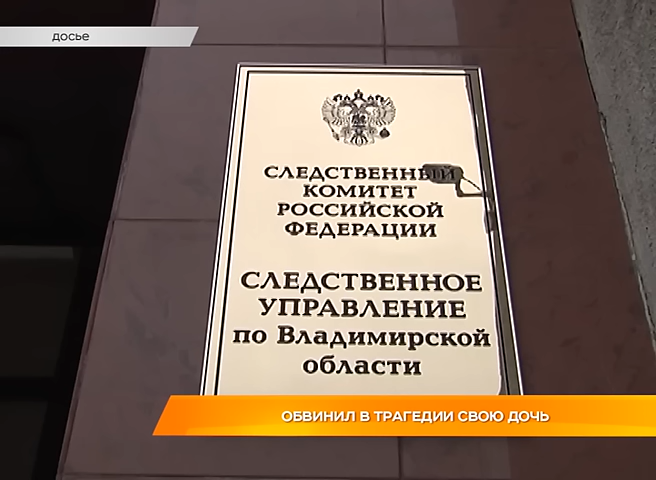 досье
СЛЕДСТВЕННЫЙ
КОМИТЕТ
РОССИЙСКОЙ
ФЕДЕРАЦИИ
СЛЕДСТВЕННОЕ
УПРАВЛЕНИЕ
по Владимирской
области
ОБВИНИЛ В ТРАГЕДИИ СВОЮ ДОЧЬ